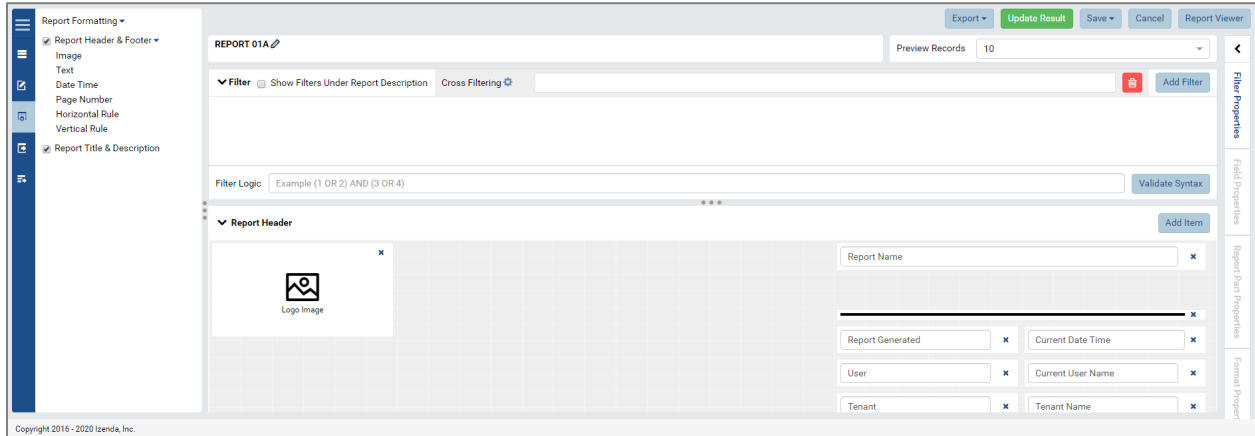 Export
Update Result
Save
Cancel
Report Viewer
Report Formatting
Report Header & Footer
Image
Text
Date Time
Page Number
Horizontal Rule
Vertical Rule
Report Title & Description
REPORT 01A
Preview Records 10
Filter Show Filters Under Report Description Cross Filtering Add Filter
Filter Logic Example (1 OR 2) AND (3 OR 4) Validate Syntax
Report Header Add Item
Logo Image
Report Name
Report Generated Current Date Time
User Current User Name
Tenant Tenant Name
Filter Properties
Field Properties
Report Part Properties
Format Proper
Copyright 2016 - 2020 Izenda, Inc.